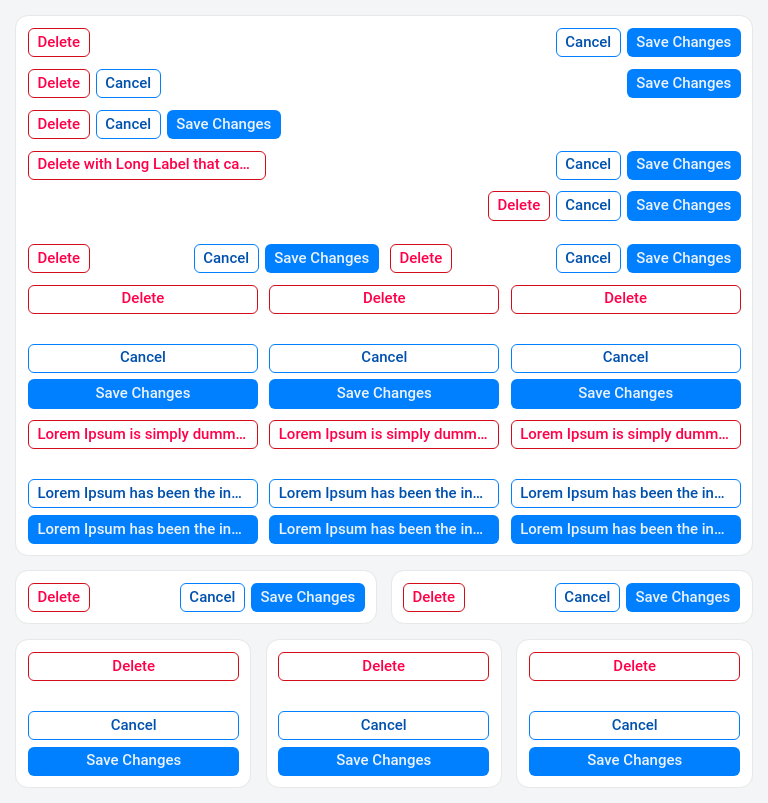 Delete Cancel Save Changes
Delete Cancel Save Changes
Delete Cancel Save Changes
Delete with Long Label that ca... Cancel Save Changes
Delete Cancel Save Changes
Delete Cancel Save Changes Delete Cancel Save Changes
Delete Delete Delete
Cancel Cancel Cancel
Save Changes Save Changes Save Changes
Lorem Ipsum is simply dumm... Lorem Ipsum is simply dumm... Lorem Ipsum is simply dumm...
Lorem Ipsum has been the in... Lorem Ipsum has been the in... Lorem Ipsum has been the in...
Lorem Ipsum has been the in... Lorem Ipsum has been the in... Lorem Ipsum has been the in...
Delete Cancel Save Changes Delete Cancel Save Changes
Delete Delete Delete
Cancel Cancel Cancel
Save Changes Save Changes Save Changes